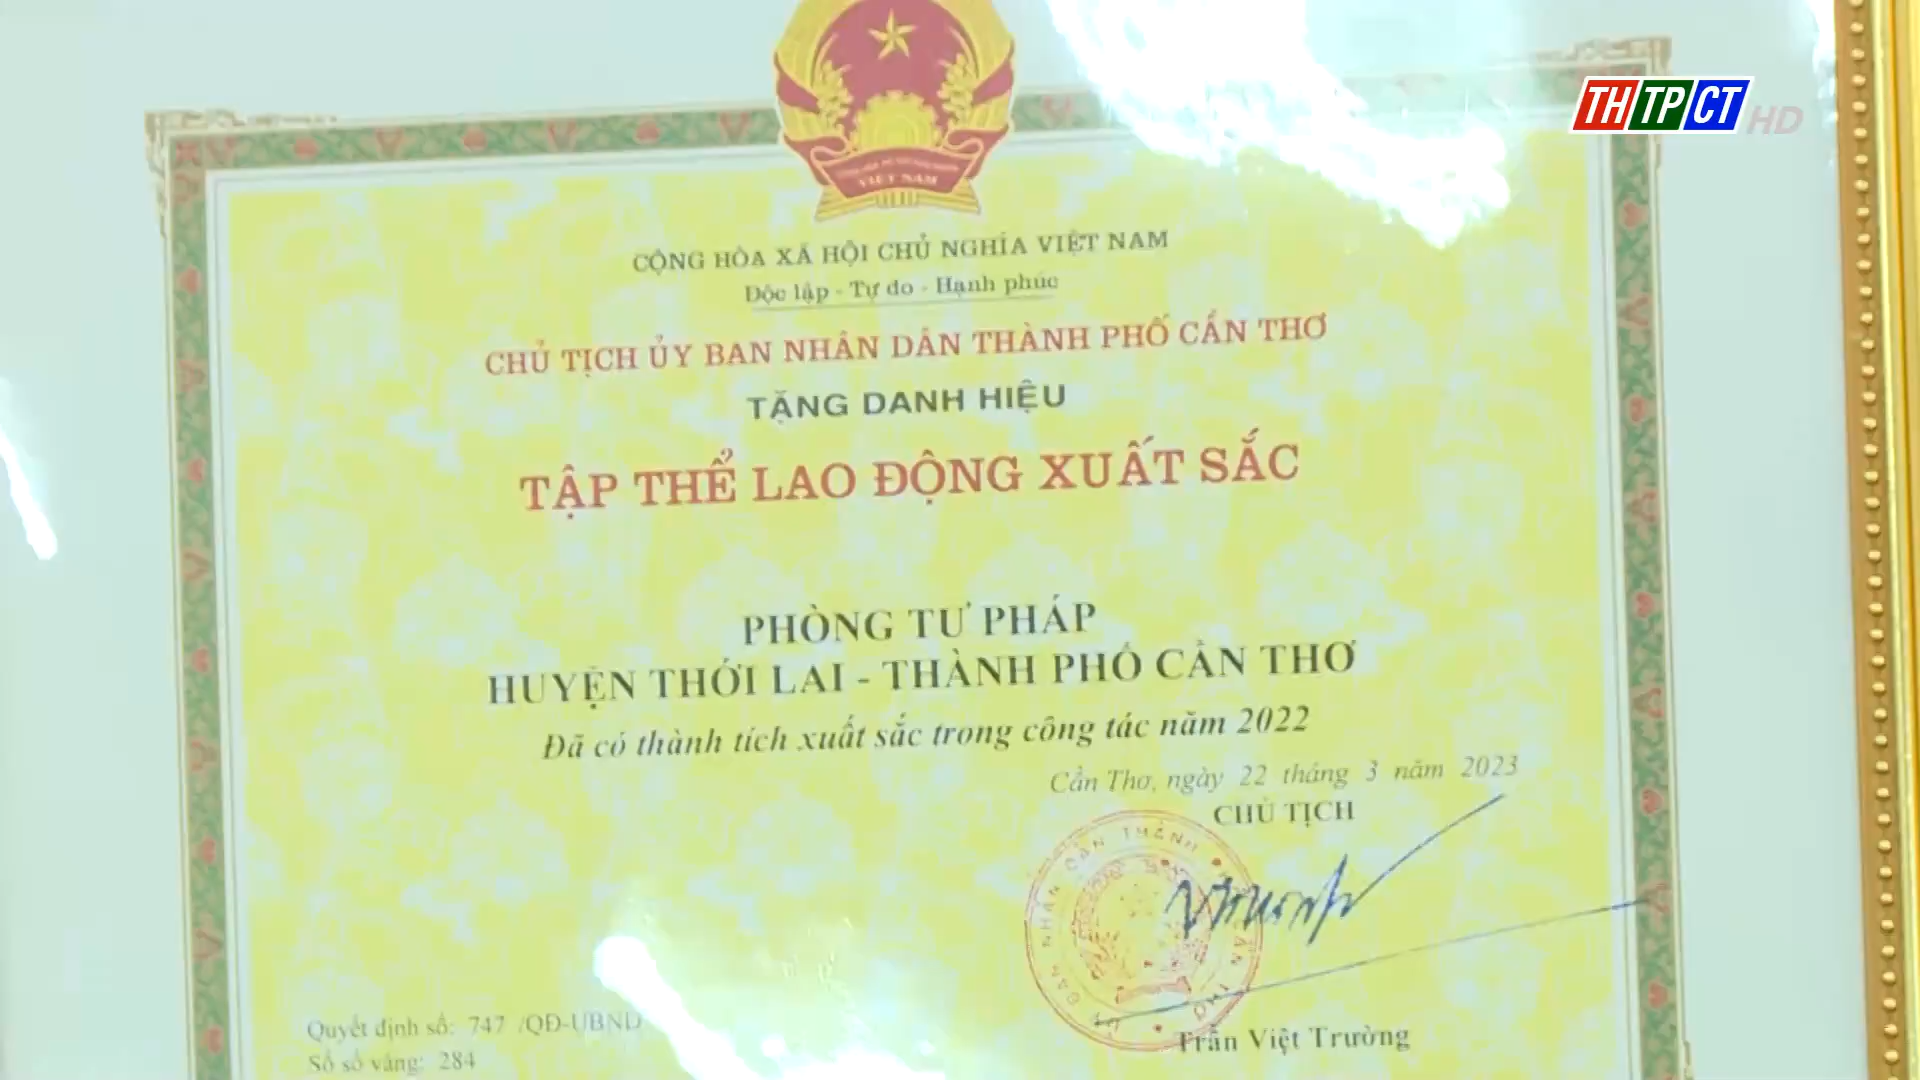 THTPCT HD
VIỆT NAM
CỘNG HÒA XÃ HỘI CHỦ NGHĨA VIỆT NAM
Độc lập - Tự do - Hạnh phúc
CHỦ TỊCH ỦY BAN NHÂN DÂN THÀNH PHỐ CẦN THƠ
TẶNG DANH HIỆU
TẬP THỂ LAO ĐỘNG XUẤT SẮC
PHÒNG TƯ PHÁP
HUYỆN THỚI LAI - THÀNH PHỐ CẦN THƠ
Đã có thành tích xuất sắc trong công tác năm 2022
Cần Thơ, ngày 22 tháng 3 năm 2023
CHỦ TỊCH
Trần Việt Trường
Quyết định số: 747 /QĐ-UBND
Số sổ vàng: 284